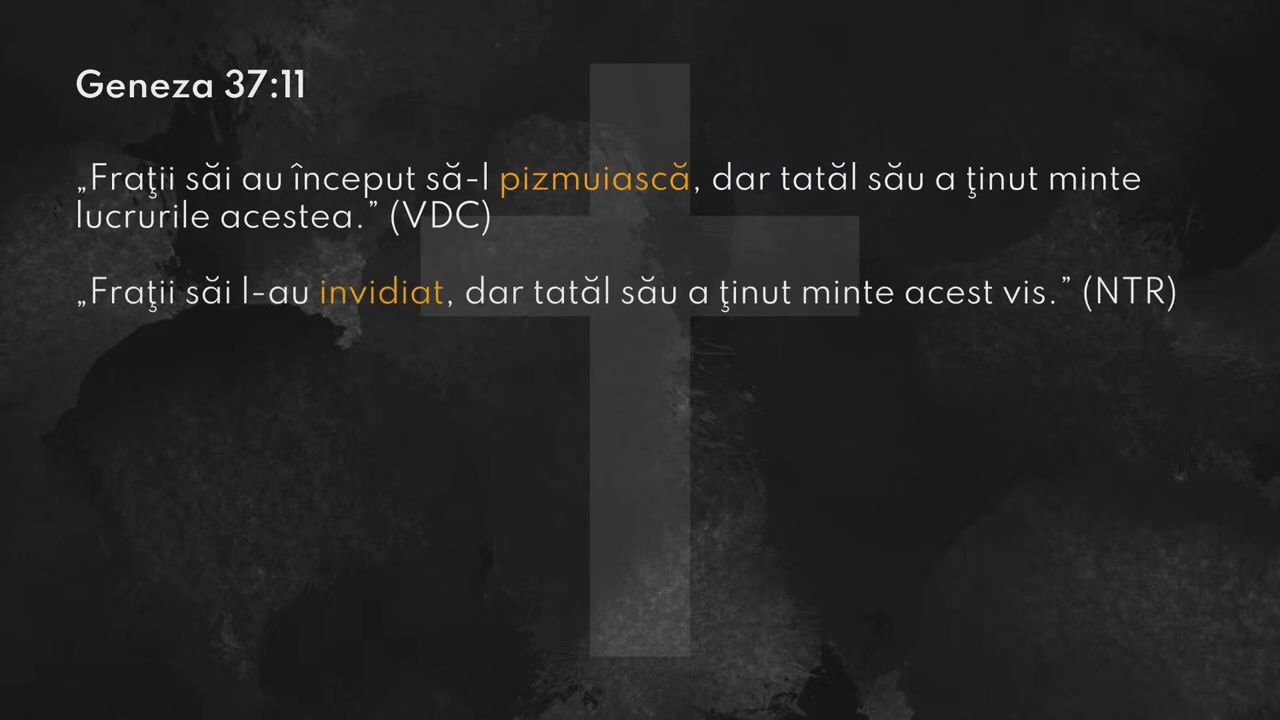 Geneza 37:11
„Fraţii săi au început să-l pizmuiască, dar tatăl său a ţinut minte
lucrurile acestea.” (VDC)
„Fraţii săi l-au invidiat, dar tatăl său a ţinut minte acest vis.” (NTR)